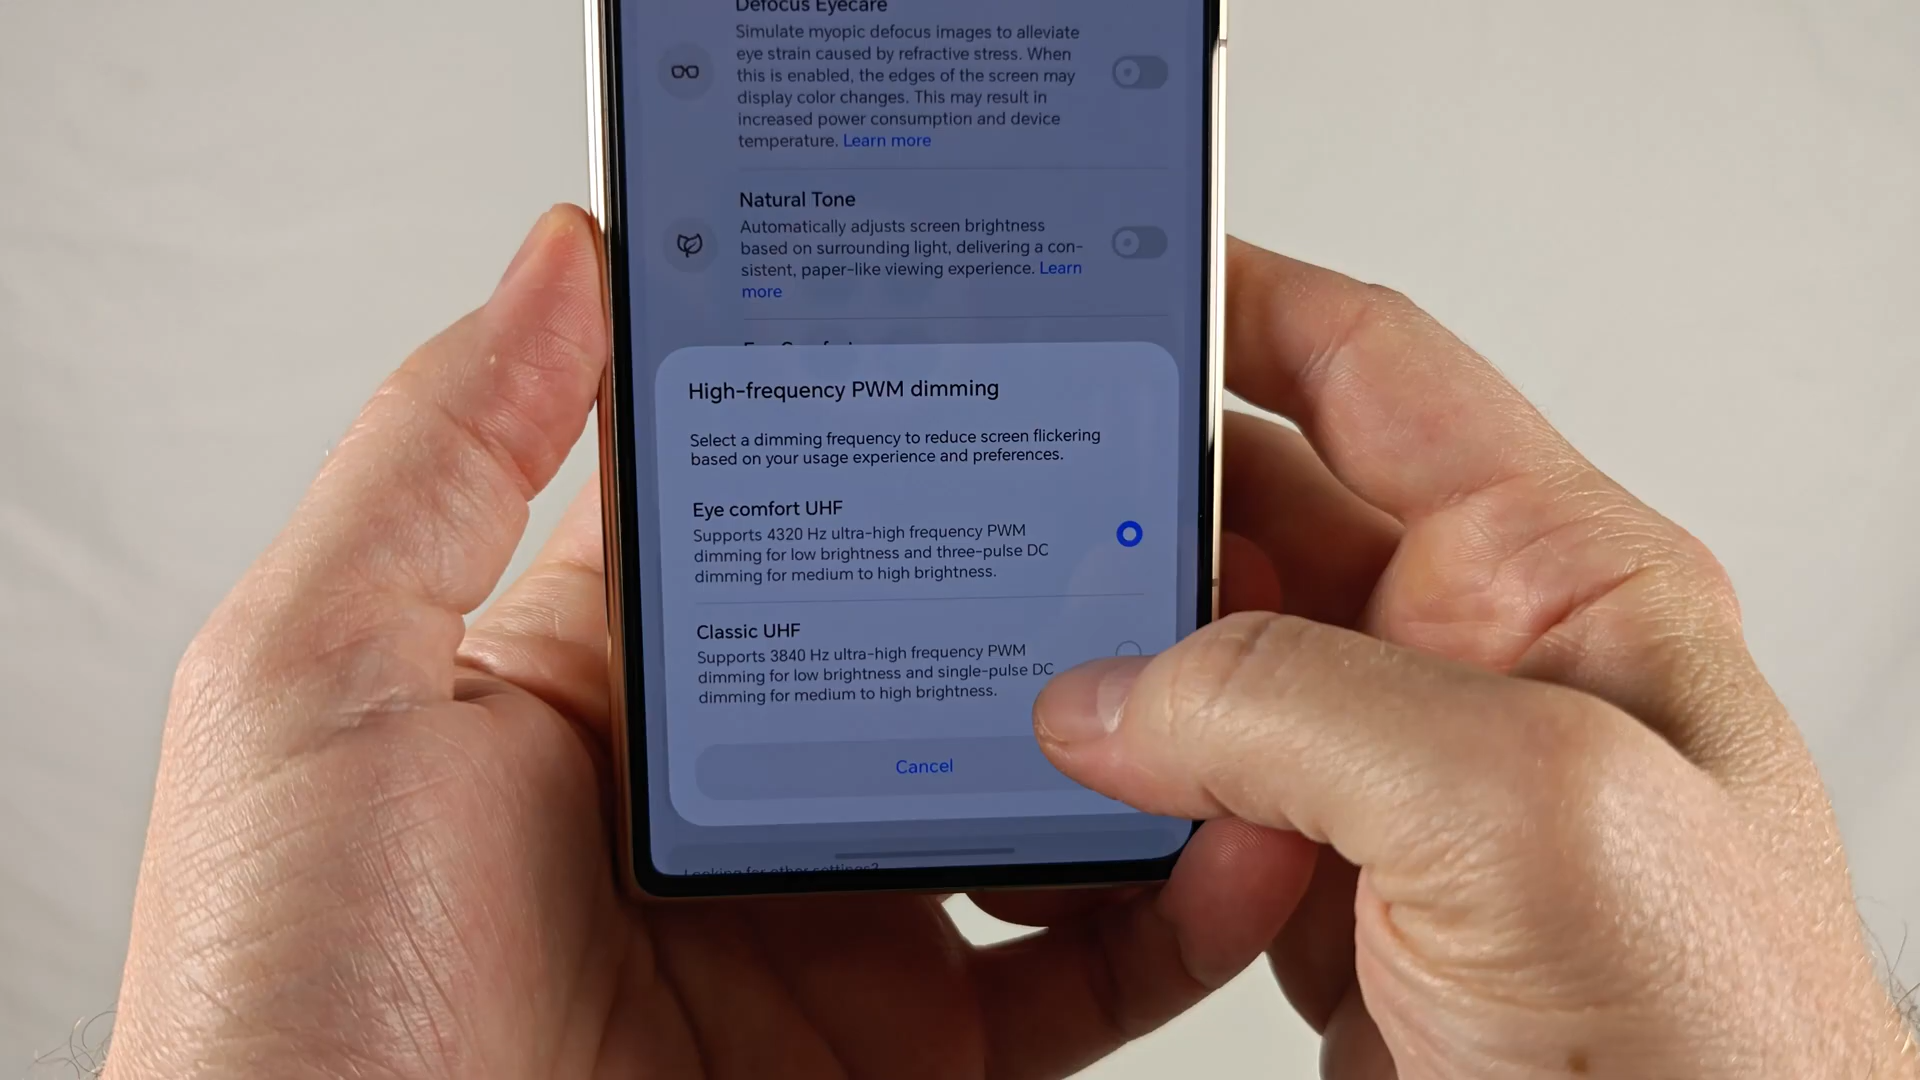 Defocus Eyecare
Simulate myopic defocus images to alleviate
eye strain caused by refractive stress. When
this is enabled, the edges of the screen may
display color changes. This may result in
increased power consumption and device
temperature. Learn more
Natural Tone
Automatically adjusts screen brightness
based on surrounding light, delivering a con-
sistent, paper-like viewing experience. Learn
more
High-frequency PWM dimming
Select a dimming frequency to reduce screen flickering
based on your usage experience and preferences.
Eye comfort UHF
Supports 4320 Hz ultra-high frequency PWM
dimming for low brightness and three-pulse DC
dimming for medium to high brightness.
Classic UHF
Supports 3840 Hz ultra-high frequency PWM
dimming for low brightness and single-pulse DC
dimming for medium to high brightness.
Cancel
Looking for other settings?